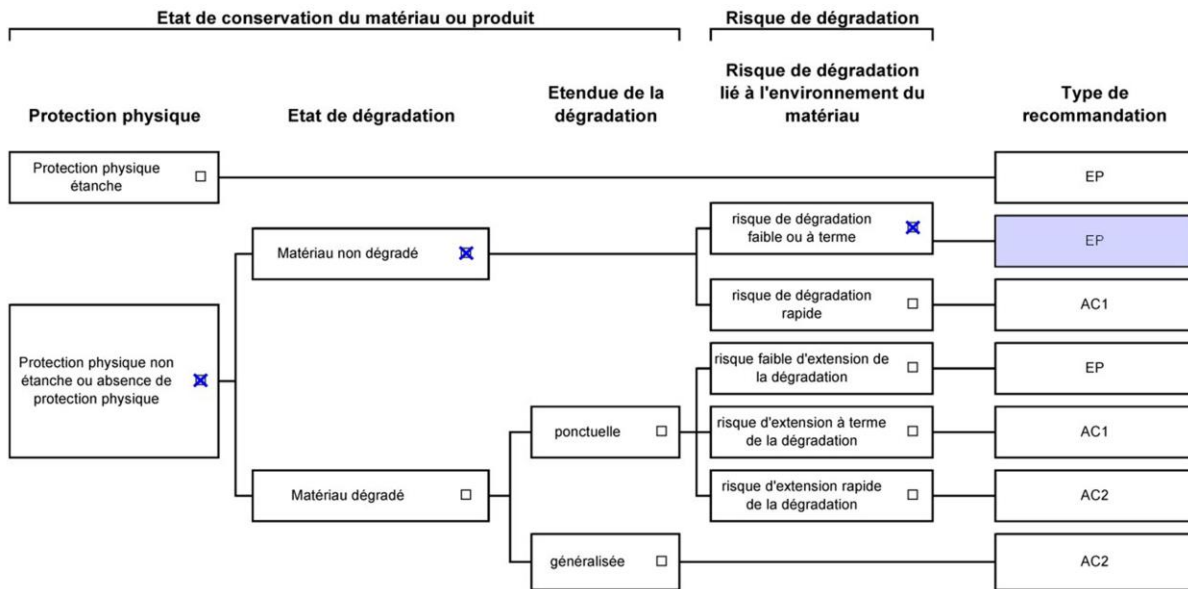 Etat de conservation du matériau ou produit
Risque de dégradation
Protection physique
Etat de dégradation
Etendue de la
dégradation
Risque de dégradation
lié à l'environnement du
matériau
Type de
recommandation
Protection physique
étanche
EP
Protection physique non
étanche ou absence de
protection physique
Matériau non dégradé
risque de dégradation
faible ou à terme
EP
risque de dégradation
rapide
AC1
Matériau dégradé
ponctuelle
risque faible d'extension de
la dégradation
EP
risque d'extension à terme
de la dégradation
AC1
risque d'extension rapide
de la dégradation
AC2
généralisée
AC2